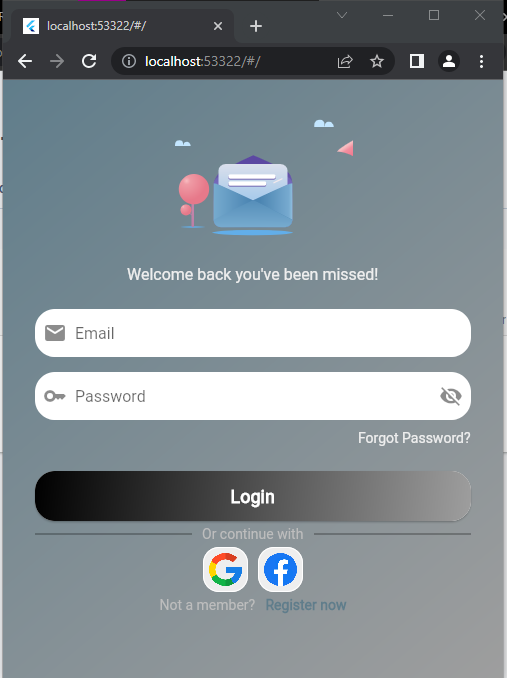 localhost:53322/#/
localhost:53322/#/
Welcome back you've been missed!
Email
Password
Forgot Password?
Login
Or continue with
Not a member? Register now